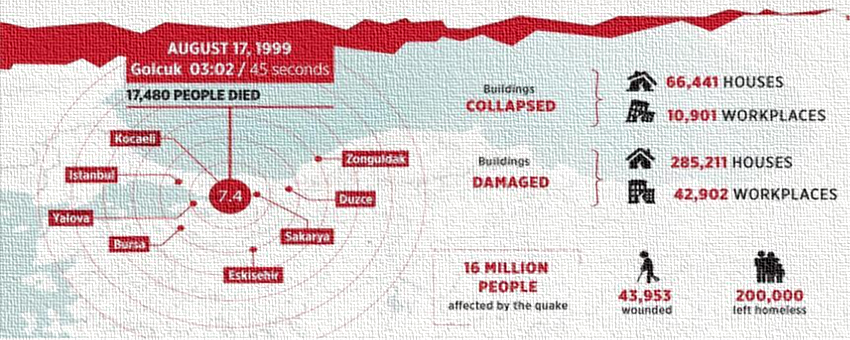 AUGUST 17, 1999
Golcuk 03:02 / 45 seconds
17,480 PEOPLE DIED
Kocaeli
Istanbul
Yalova
Bursa
7.4
Zonguldak
Duzce
Sakarya
Eskisehir
Buildings
COLLAPSED
66,441 HOUSES
10,901 WORKPLACES
Buildings
DAMAGED
285,211 HOUSES
42,902 WORKPLACES
16 MILLION
PEOPLE
affected by the quake
43,953
wounded
200,000
left homeless